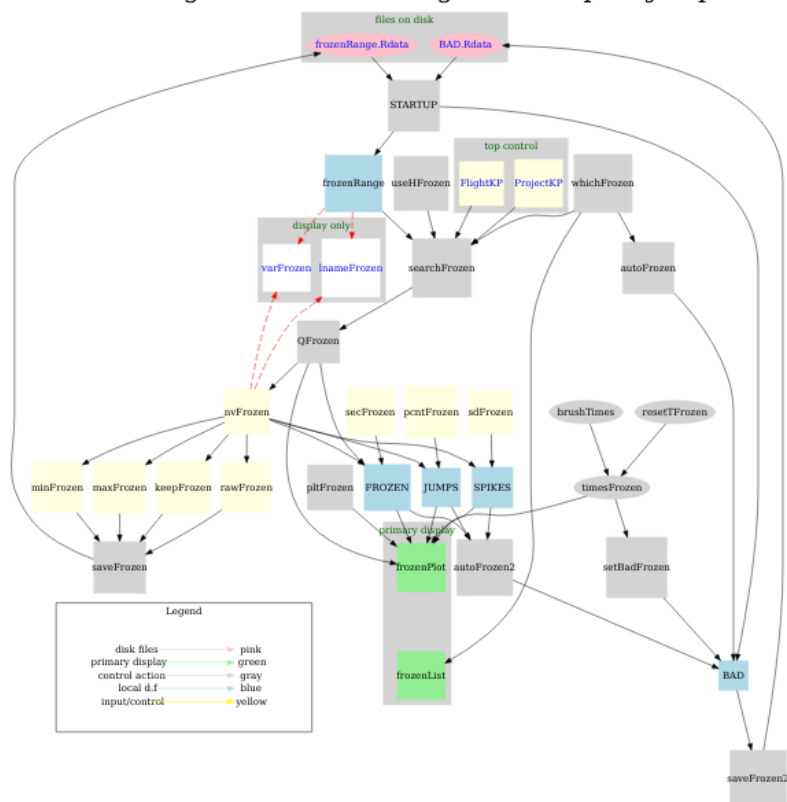 files on disk
frozenRange.Rdata BAD.Rdata
STARTUP
top control
frozenRange useHFrozen FlightKP ProjectKP whichFrozen
display only
varFrozen lnameFrozen searchFrozen autoFrozen
QFrozen
nvFrozen secFrozen pcntFrozen sdFrozen brushTimes resetTFrozen
minFrozen maxFrozen keepFrozen rawFrozen pltFrozen FROZEN JUMPS SPIKES timesFrozen
primary display
saveFrozen frozenPlot autoFrozen2 setBadFrozen
Legend
disk files pink
primary display green
control action gray
local d.f blue
input/control yellow
frozenList BAD
saveFrozen2